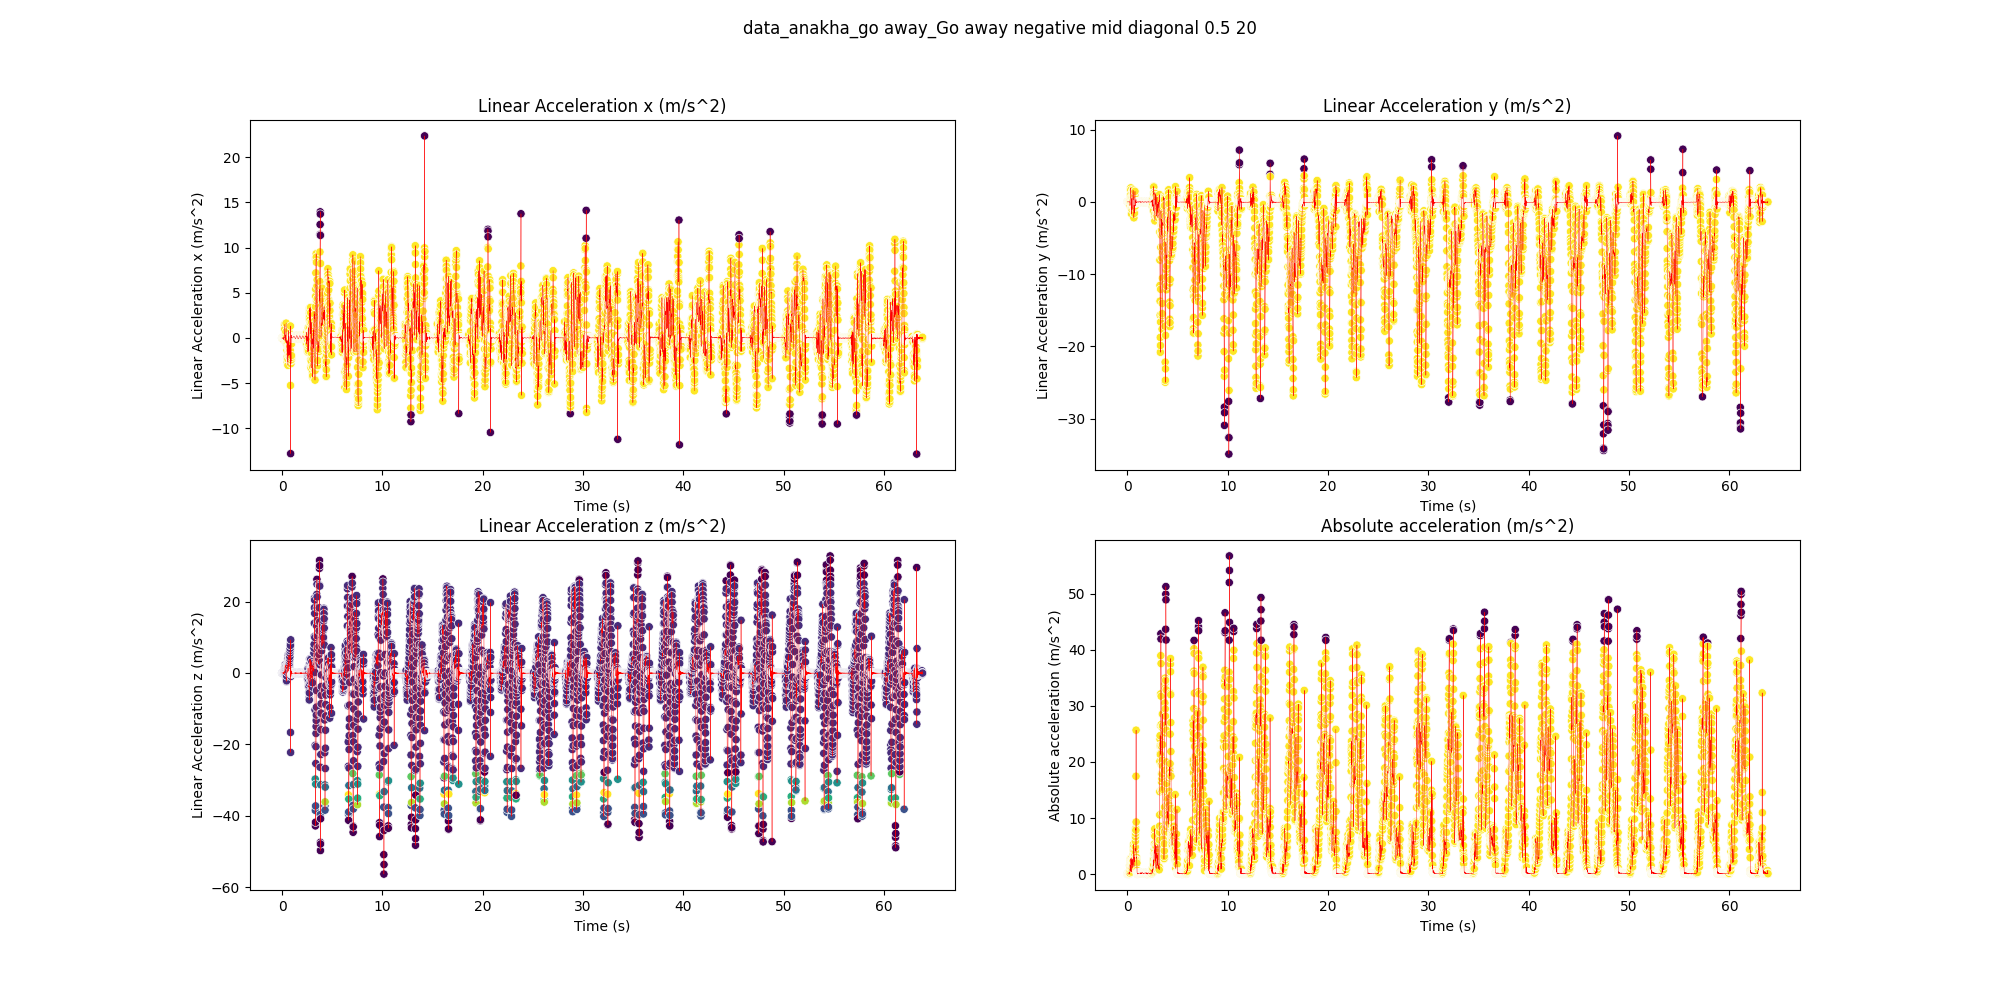 data_anakha_go away_Go away negative mid diagonal 0.5 20
Linear Acceleration x (m/s^2)
Linear Acceleration x (m/s^2)
20
15
10
5
0
−5
−10
0 10 20 30 40 50 60
Time (s)
Linear Acceleration y (m/s^2)
Linear Acceleration y (m/s^2)
10
0
−10
−20
−30
0 10 20 30 40 50 60
Time (s)
Linear Acceleration z (m/s^2)
Linear Acceleration z (m/s^2)
20
0
−20
−40
−60
0 10 20 30 40 50 60
Time (s)
Absolute acceleration (m/s^2)
Absolute acceleration (m/s^2)
50
40
30
20
10
0
0 10 20 30 40 50 60
Time (s)